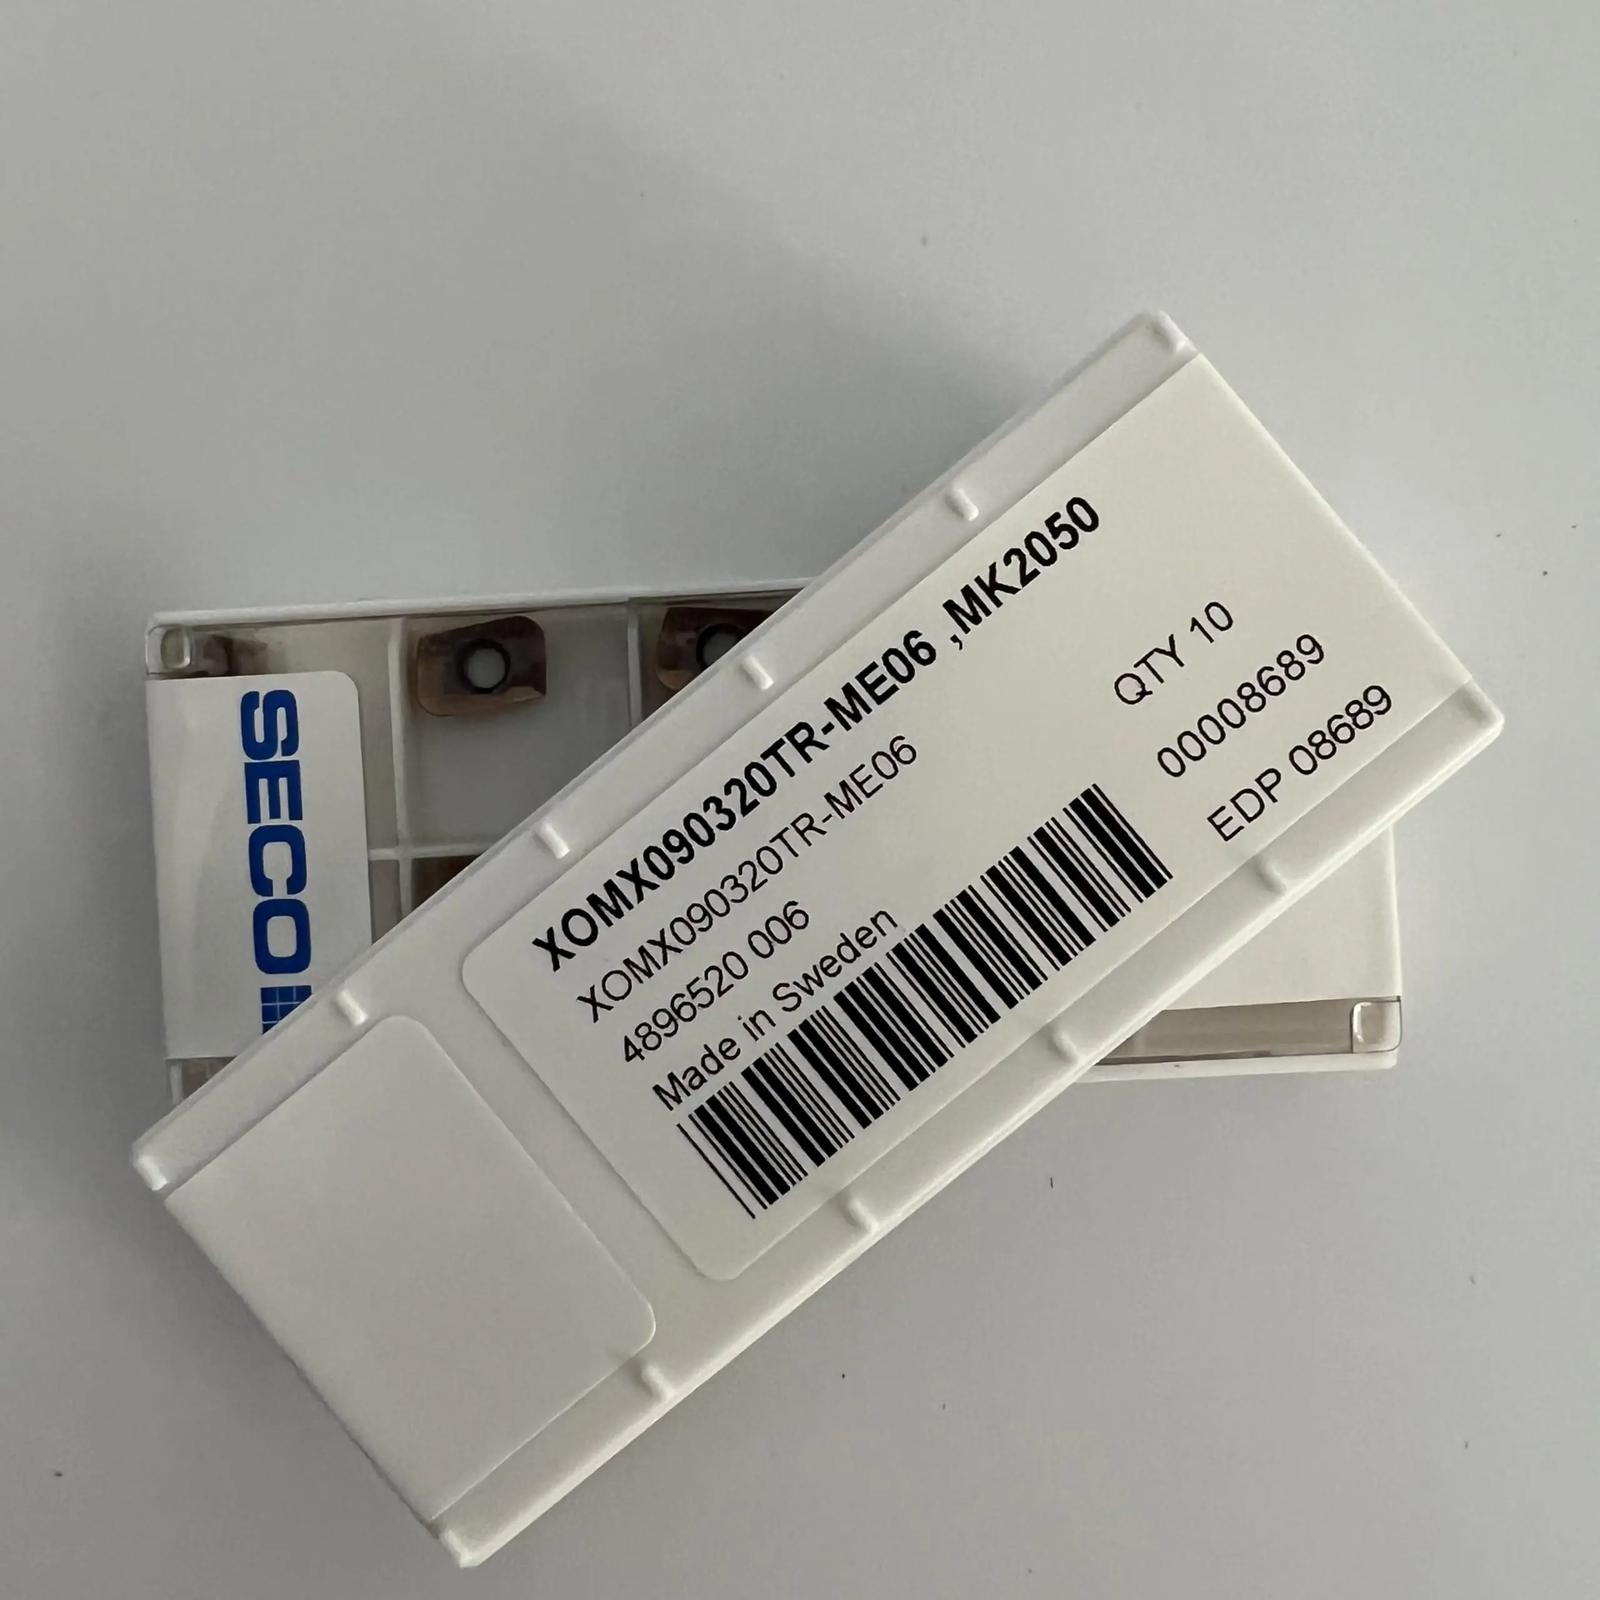 SECO
XOMX090320TR-ME06 ,MK2050
XOMX090320TR-ME06
4896520 006
Made in Sweden
QTY 10
00008689
EDP 08689